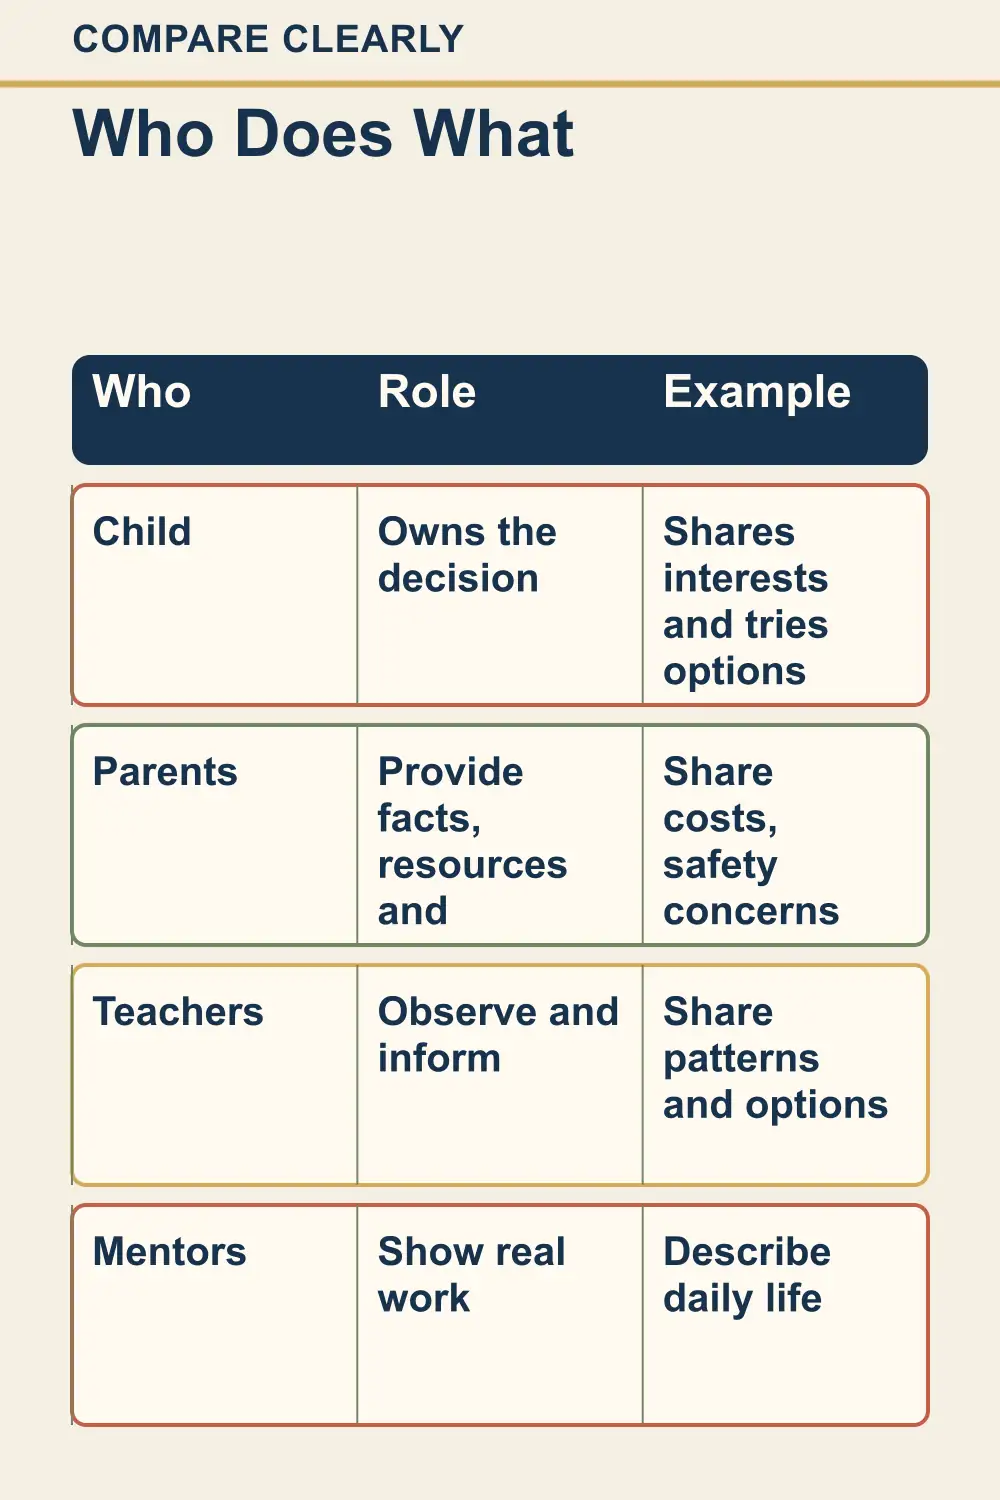 COMPARE CLEARLY
Who Does What
Who
Role
Example
Child
Owns the
decision
Shares
interests
and tries
options
Parents
Provide
facts,
resources
and
Share
costs,
safety
concerns
Teachers
Observe and
inform
Share
patterns
and options
Mentors
Show real
work
Describe
daily life